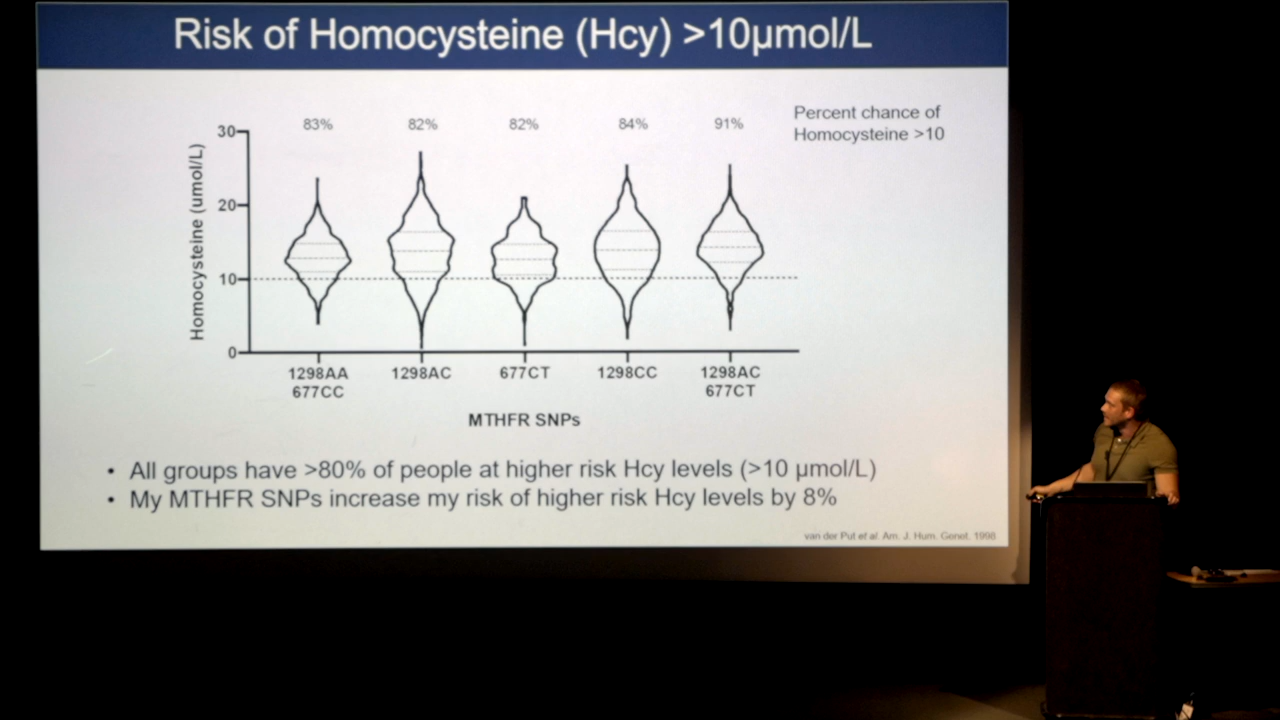 Risk of Homocysteine (Hcy) >10µmol/L
Percent chance of
Homocysteine >10
83% 82% 82% 84% 91%
Homocysteine (umol/L)
30
20
10
0
1298AA 1298AC 677CT 1298CC 1298AC
677CC 677CT
MTHFR SNPs
• All groups have >80% of people at higher risk Hcy levels (>10 µmol/L)
• My MTHFR SNPs increase my risk of higher risk Hcy levels by 8%
van der Put et al. Am. J. Hum. Genet. 1998